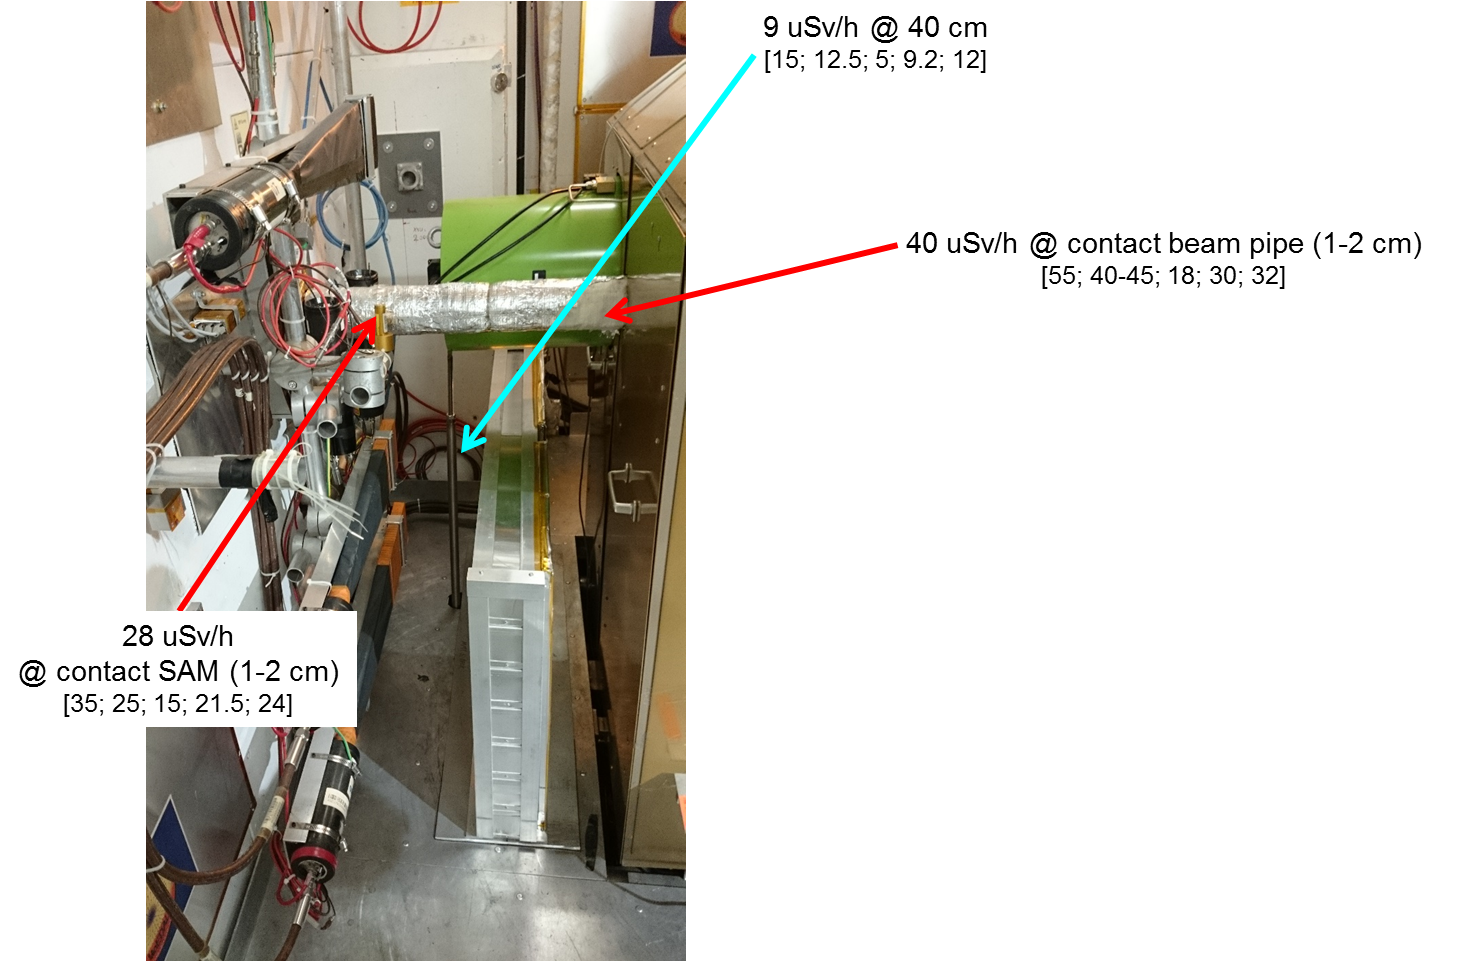 9 uSv/h @ 40 cm
[15; 12.5; 5; 9.2; 12]
40 uSv/h @ contact beam pipe (1-2 cm)
[55; 40-45; 18; 30; 32]
28 uSv/h
@ contact SAM (1-2 cm)
[35; 25; 15; 21.5; 24]